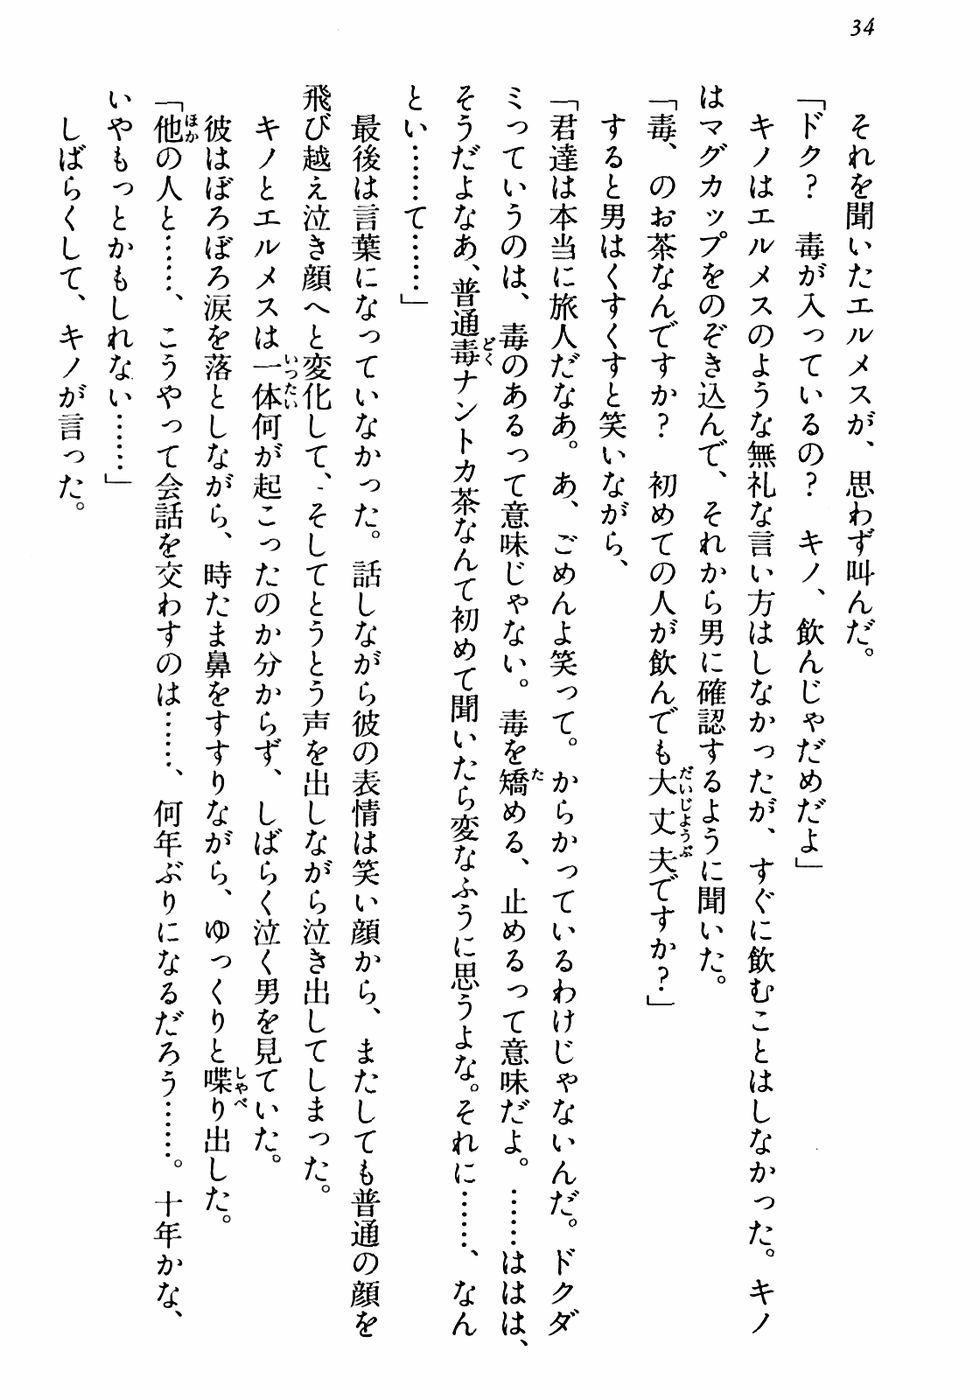 34
それを聞いたエルメスが、思わず叫んだ。
「ドク？　毒が入っているの？　キノ、飲んじゃだめだよ」
キノはエルメスのような無礼な言い方はしなかったが、すぐに飲むことはしなかった。キノ
はマグカップをのぞき込んで、それから男に確認するように聞いた。
「毒、のお茶なんですか？　初めての人が飲んでも大丈夫ですか？」
すると男はくすくすと笑いながら、
「君達は本当に旅人だなあ。あ、ごめんよ笑って。からかっているわけじゃないんだ。ドクダ
ミっていうのは、毒のあるって意味じゃない。毒を矯める、止めるって意味だよ。……ははは、
そうだよなあ、普通毒ナントカ茶なんて初めて聞いたら変なふうに思うよな。それに……、なん
とい……て……」
最後は言葉になっていなかった。話しながら彼の表情は笑い顔から、またしても普通の顔を
飛び越え泣き顔へと変化して、そしてとうとう声を出しながら泣き出してしまった。
キノとエルメスは一体何が起こったのか分からず、しばらく泣く男を見ていた。
彼はぼろぼろ涙を落としながら、時たま鼻をすすりながら、ゆっくりと喋り出した。
「他の人と……、こうやって会話を交わすのは……、何年ぶりになるだろう……。十年かな、
いやもっとかもしれない……」
しばらくして、キノが言った。